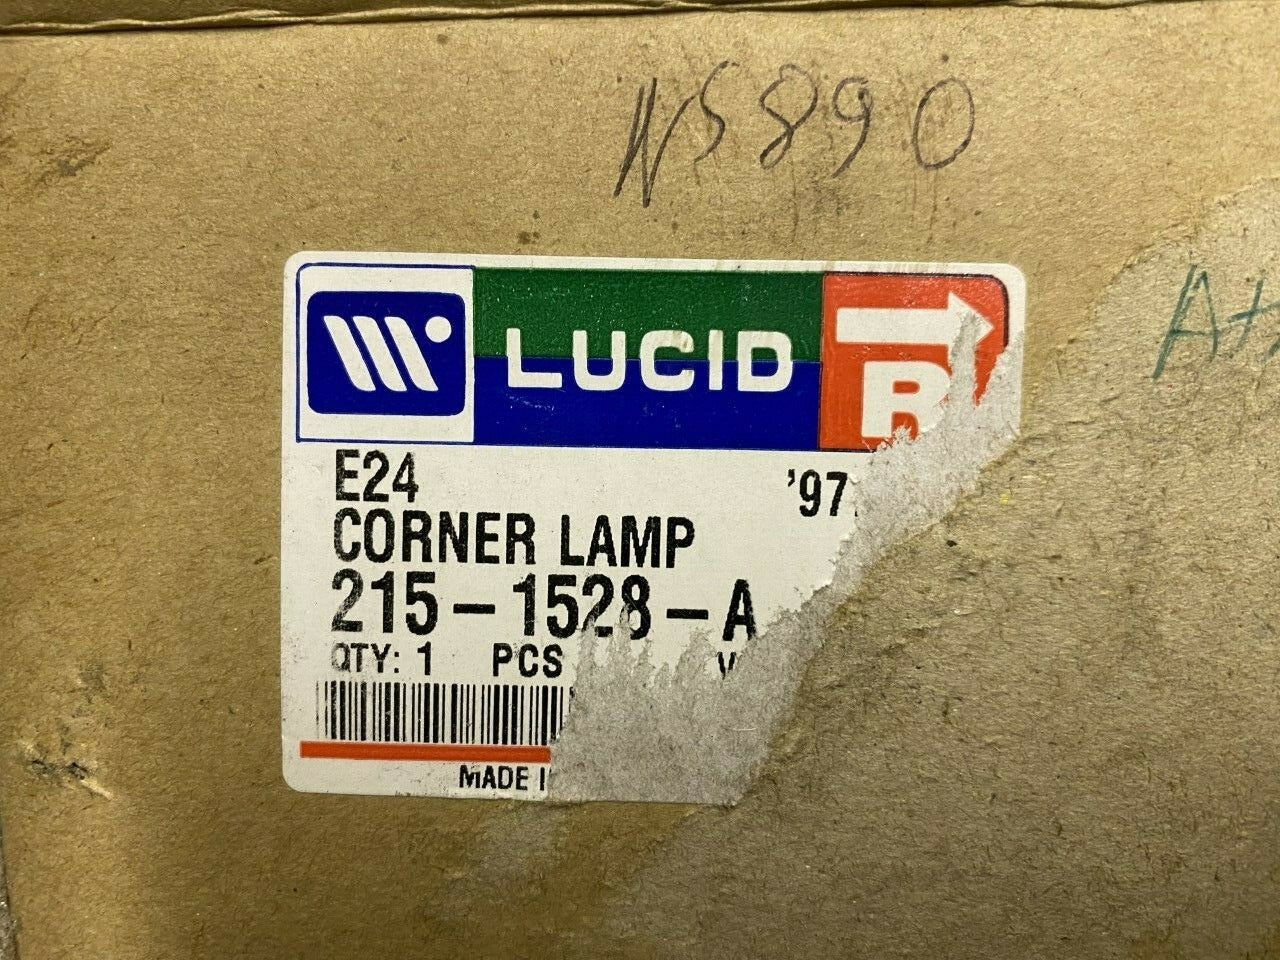 NS890
A+
LUCID R
E24 '97
CORNER LAMP
215-1528-A
QTY: 1 PCS
MADE